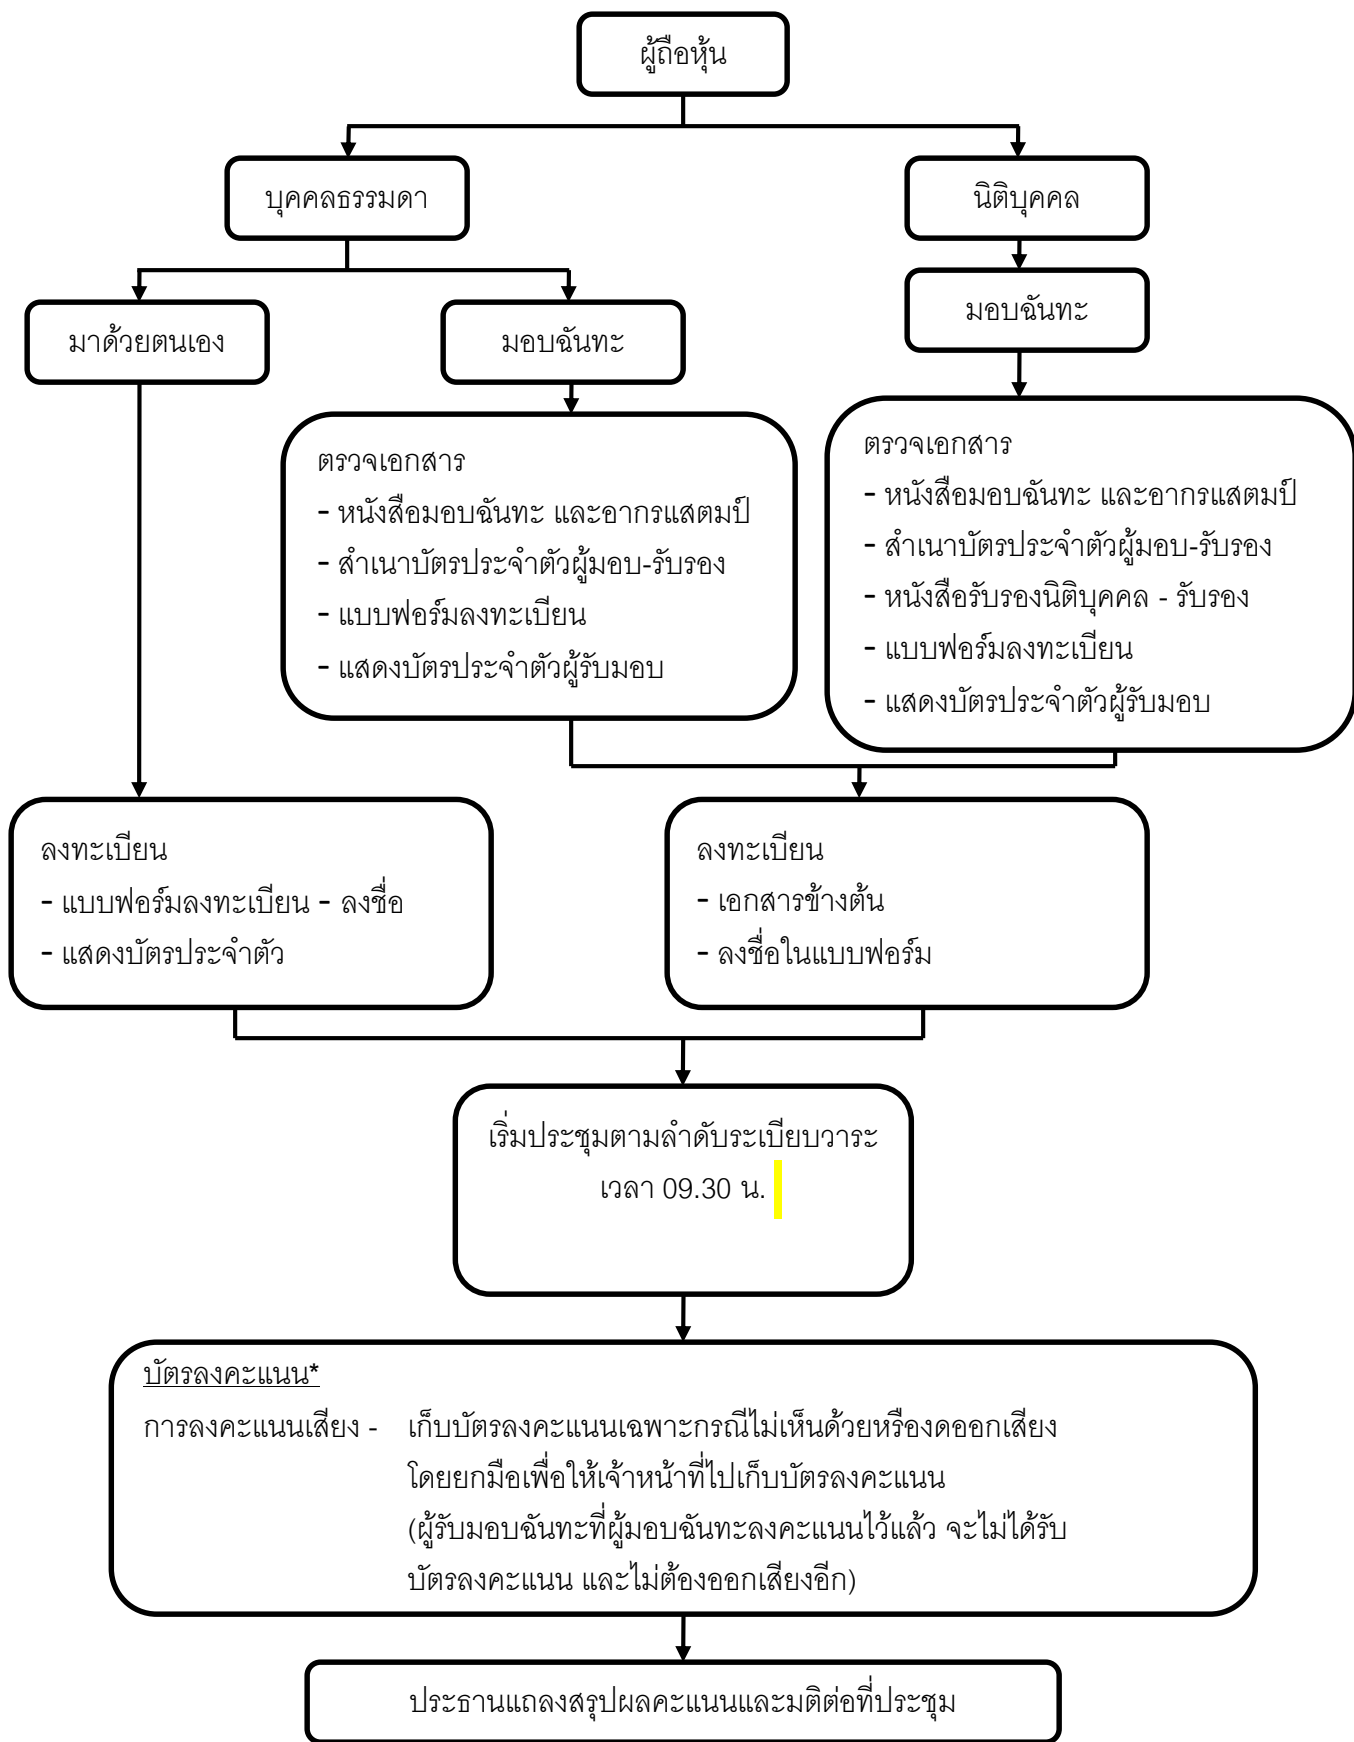 ผู้ถือหุ้น
บุคคลธรรมดา
นิติบุคคล
มาด้วยตนเอง
มอบฉันทะ
มอบฉันทะ
ตรวจเอกสาร
- หนังสือมอบฉันทะ และอากรแสตมป์
- สำเนาบัตรประจำตัวผู้มอบ-รับรอง
- แบบฟอร์มลงทะเบียน
- แสดงบัตรประจำตัวผู้รับมอบ
ตรวจเอกสาร
- หนังสือมอบฉันทะ และอากรแสตมป์
- สำเนาบัตรประจำตัวผู้มอบ-รับรอง
- หนังสือรับรองนิติบุคคล - รับรอง
- แบบฟอร์มลงทะเบียน
- แสดงบัตรประจำตัวผู้รับมอบ
ลงทะเบียน
- แบบฟอร์มลงทะเบียน - ลงชื่อ
- แสดงบัตรประจำตัว
ลงทะเบียน
- เอกสารข้างต้น
- ลงชื่อในแบบฟอร์ม
เริ่มประชุมตามลำดับระเบียบวาระ
เวลา 09.30 น.
บัตรลงคะแนน*
การลงคะแนนเสียง - เก็บบัตรลงคะแนนเฉพาะกรณีไม่เห็นด้วยหรืองดออกเสียง
โดยยกมือเพื่อให้เจ้าหน้าที่ไปเก็บบัตรลงคะแนน
(ผู้รับมอบฉันทะที่ผู้มอบฉันทะลงคะแนนไว้แล้ว จะไม่ได้รับ
บัตรลงคะแนน และไม่ต้องออกเสียงอีก)
ประธานแถลงสรุปผลคะแนนและมติต่อที่ประชุม